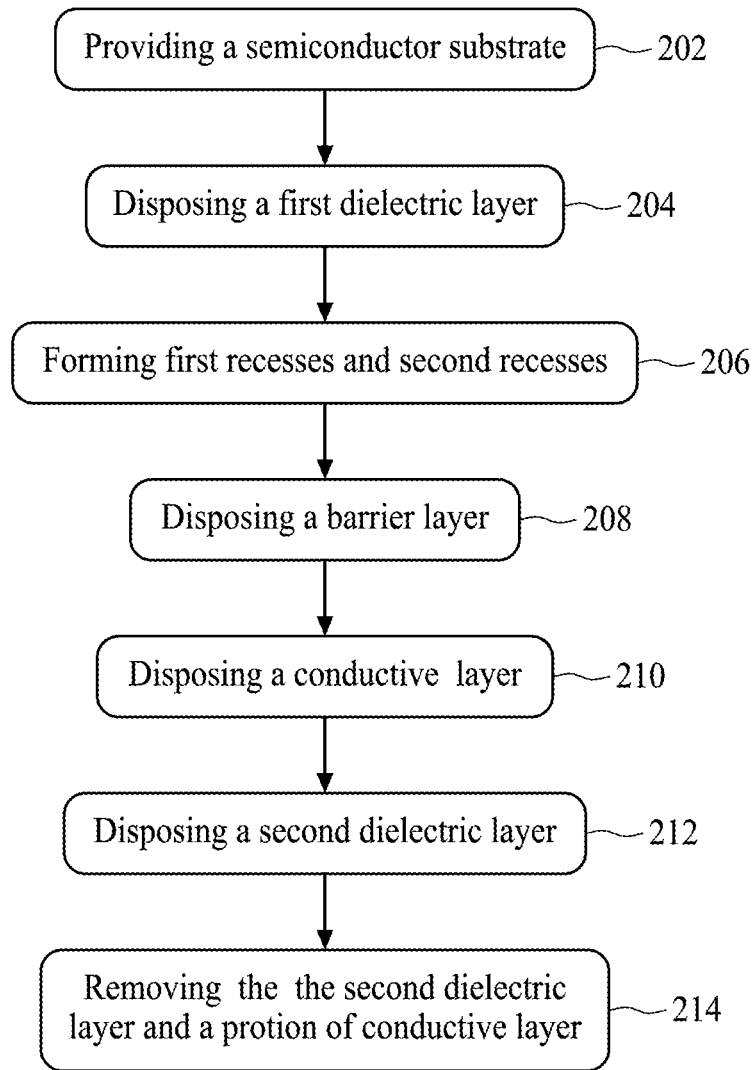 Providing a semiconductor substrate 202
Disposing a first dielectric layer 204
Forming first recesses and second recesses 206
Disposing a barrier layer 208
Disposing a conductive layer 210
Disposing a second dielectric layer 212
Removing the the second dielectric
layer and a protion of conductive layer 214